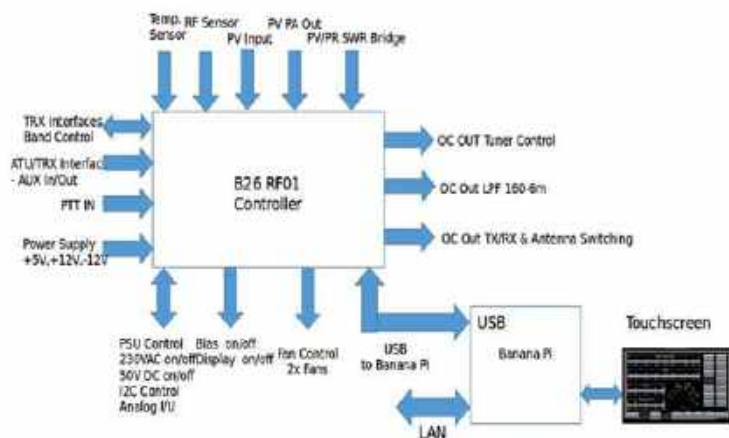 Temp.
Sensor
RF Sensor
PV Input
PV PA Out
PV/PR SWR Bridge
TRX Interfaces
Band Control
ATU/TRX Interfac
- AUX In/Out
PTT IN
Power Supply
+5V,+12V,-12V
B26 RF01
Controller
OC OUT Tuner Control
OC Out LPF 160-6m
OC Out TX/RX & Antenna Switching
PSU Control
230VAC on/off
50V DC on/off
I2C Control
Analog I/U
Bias on/off
Display on/off
Fan Control
2x Fans
USB
to Banana Pi
USB
Banana Pi
Touchscreen
LAN